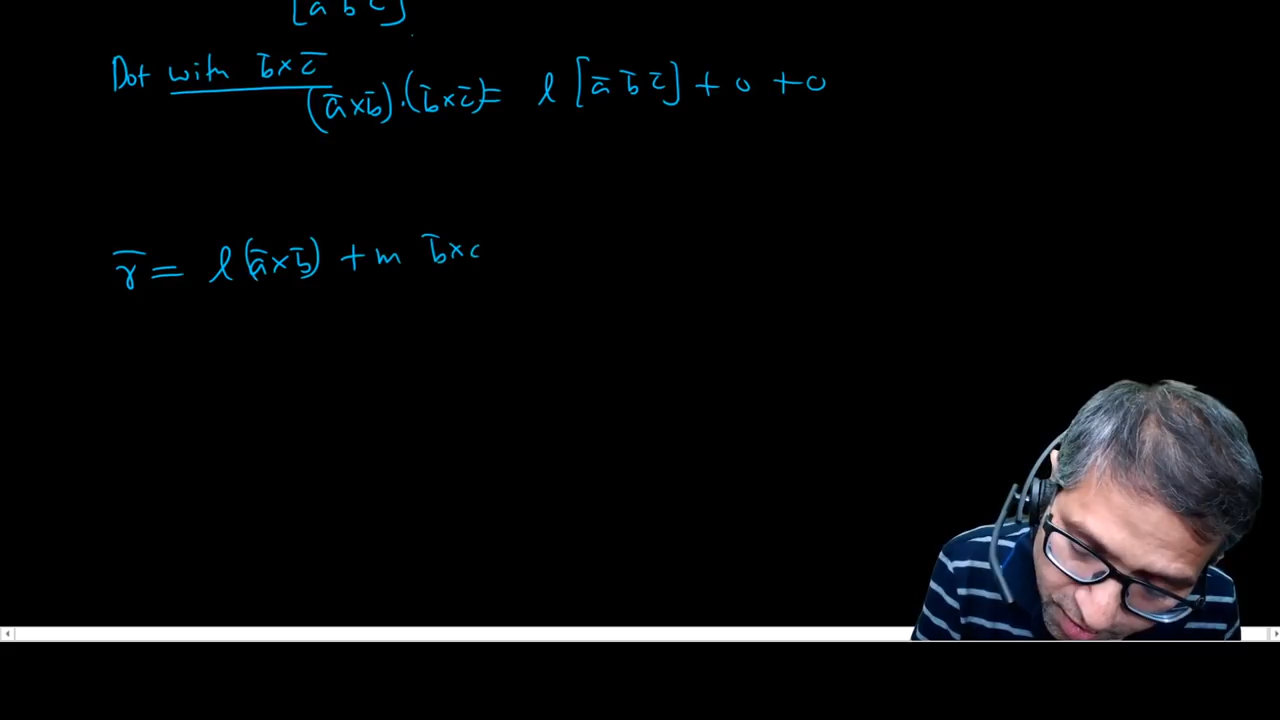 [a b c]
Dot with b̄×c̄
(ā×b̄).(b̄×c̄)= l [ā b̄ c̄] + 0 + 0
r̄ = l(ā×b̄) + m b̄×c